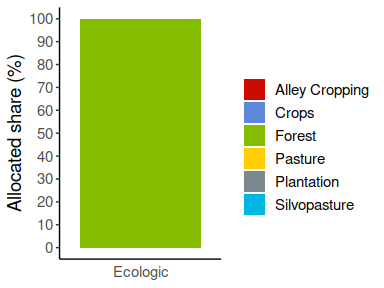 Allocated share (%)
100
90
80
70
60
50
40
30
20
10
0
Ecologic
Alley Cropping
Crops
Forest
Pasture
Plantation
Silvopasture